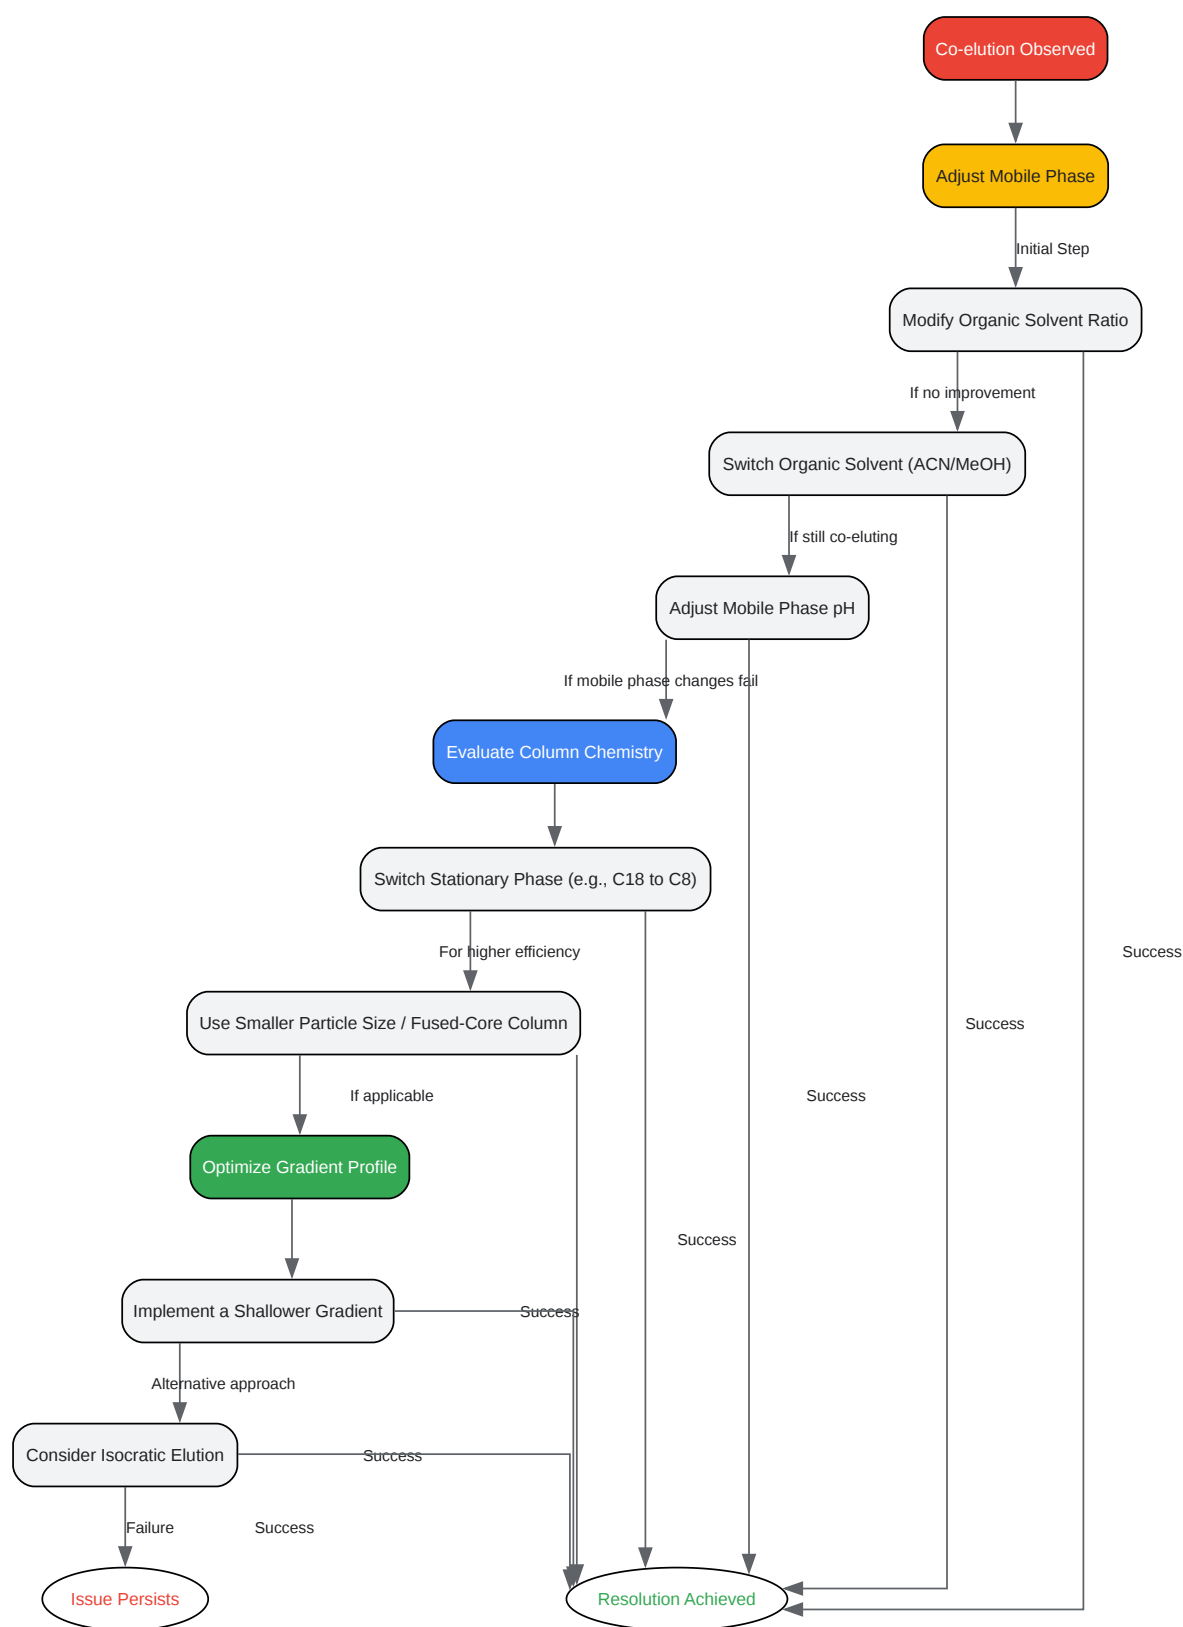 Co-elution Observed
Adjust Mobile Phase
Initial Step
Modify Organic Solvent Ratio
If no improvement
Switch Organic Solvent (ACN/MeOH)
If still co-eluting
Adjust Mobile Phase pH
If mobile phase changes fail
Evaluate Column Chemistry
Switch Stationary Phase (e.g., C18 to C8)
For higher efficiency
Success
Use Smaller Particle Size / Fused-Core Column
Success
If applicable
Success
Optimize Gradient Profile
Success
Implement a Shallower Gradient
Success
Alternative approach
Consider Isocratic Elution
Success
Failure
Success
Issue Persists
Resolution Achieved